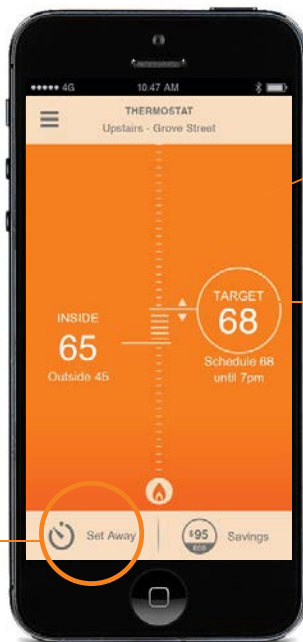 4G 10:47 AM
THERMOSTAT
Upstairs - Grove Street
INSIDE
65
Outside 45
TARGET
68
Schedule 68
until 7pm
Set Away
$95
ECO
Savings